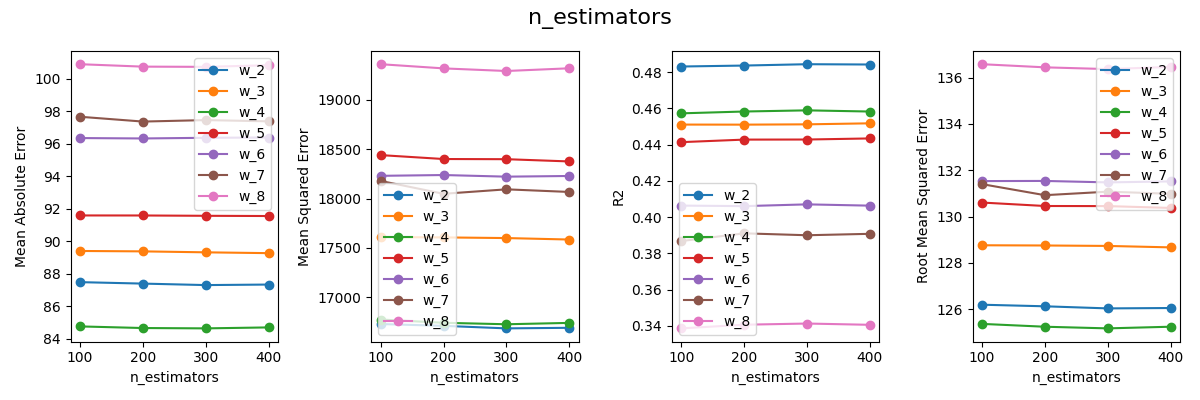 n_estimators
Mean Absolute Error
100
98
96
94
92
90
88
86
84
w_2
w_3
w_4
w_5
w_6
w_7
w_8
100 200 300 400
n_estimators
Mean Squared Error
19000
18500
18000
17500
17000
w_2
w_3
w_4
w_5
w_6
w_7
w_8
100 200 300 400
n_estimators
R2
0.48
0.46
0.44
0.42
0.40
0.38
0.36
0.34
w_2
w_3
w_4
w_5
w_6
w_7
w_8
100 200 300 400
n_estimators
Root Mean Squared Error
136
134
132
130
128
126
w_2
w_3
w_4
w_5
w_6
w_7
w_8
100 200 300 400
n_estimators